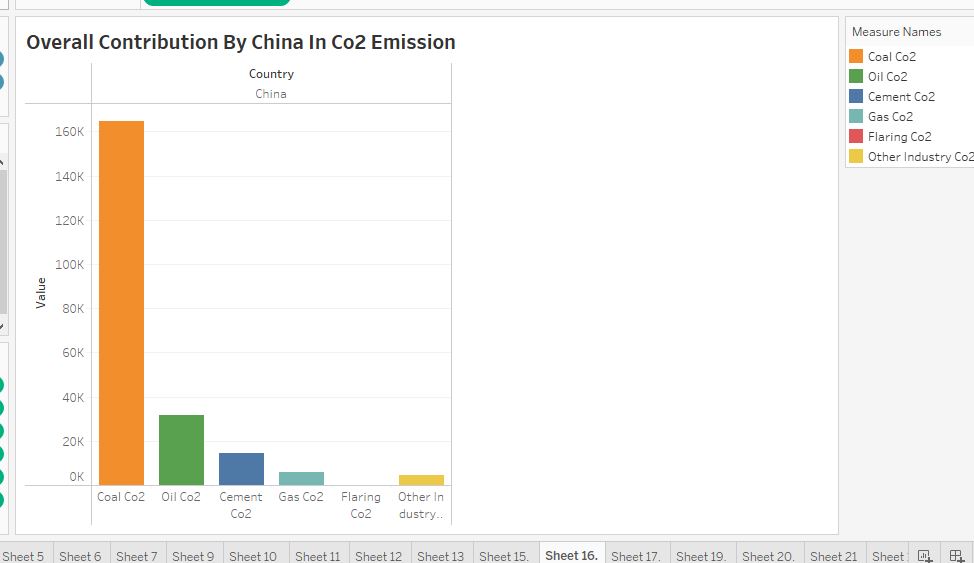 Overall Contribution By China In Co2 Emission
Measure Names
Coal Co2
Oil Co2
Cement Co2
Gas Co2
Flaring Co2
Other Industry Co2
Country
China
160K
140K
120K
100K
80K
60K
40K
20K
0K
Value
Coal Co2 Oil Co2 Cement Gas Co2 Flaring Other In
Co2 Co2 dustry..
Sheet 5 Sheet 6 Sheet 7 Sheet 9 Sheet 10 Sheet 11 Sheet 12 Sheet 13 Sheet 15. Sheet 16. Sheet 17. Sheet 19. Sheet 20. Sheet 21 Sheet